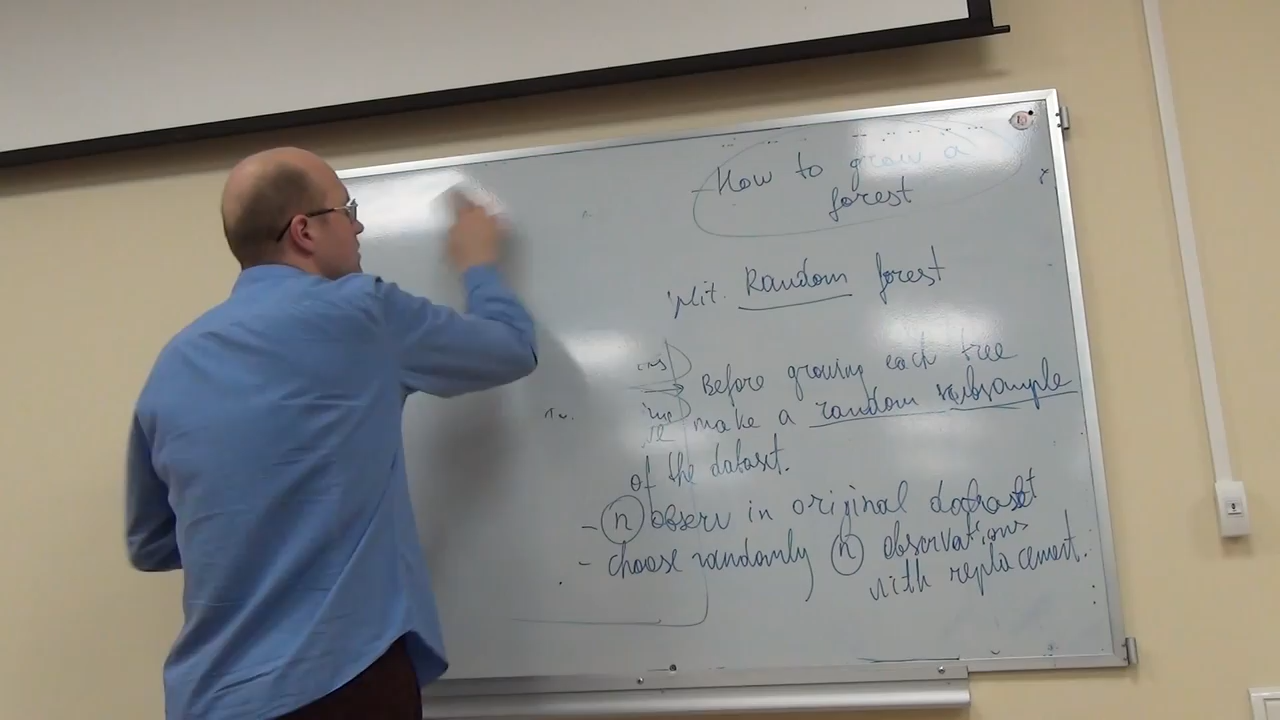 How to grow a
forest
split. Random forest
Before growing each tree
make a random subsample
of the dataset.
- n observ in original dataset
- choose randomly n observations
with replacement.